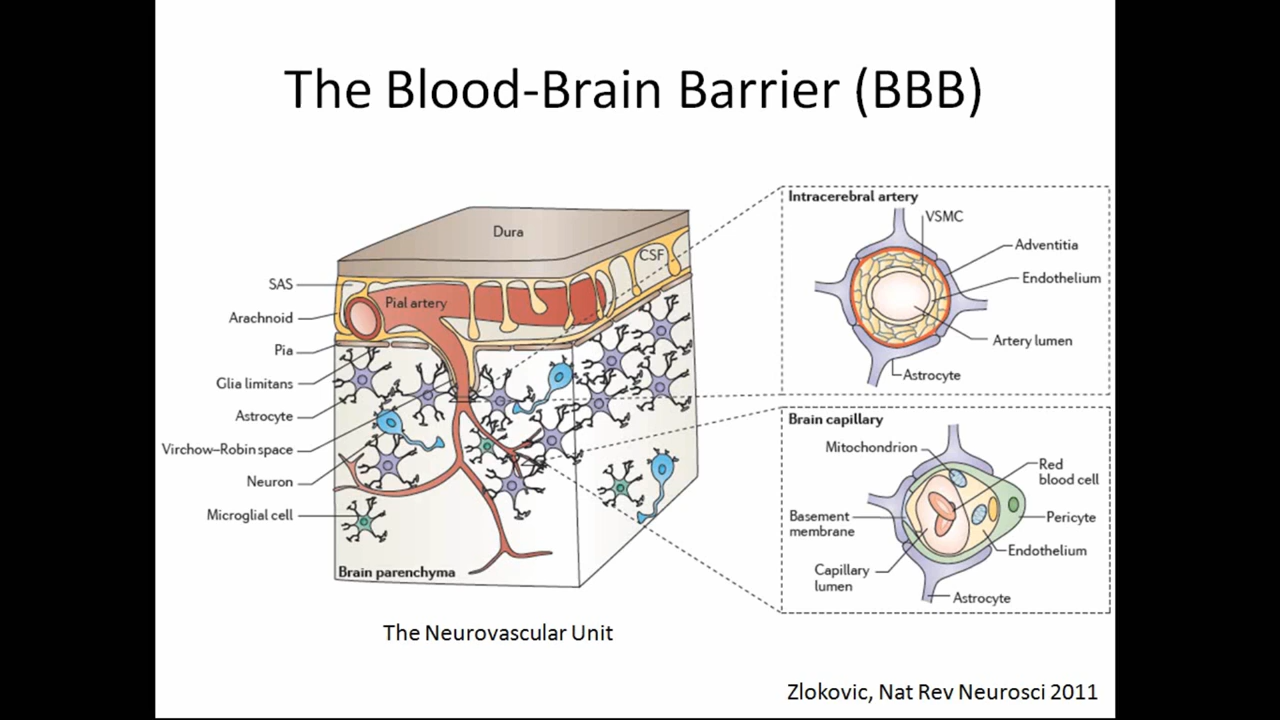 The Blood-Brain Barrier (BBB)
Dura
CSF
SAS
Pial artery
Arachnoid
Pia
Glia limitans
Astrocyte
Virchow–Robin space
Neuron
Microglial cell
Brain parenchyma
The Neurovascular Unit
Intracerebral artery
VSMC
Adventitia
Endothelium
Artery lumen
Astrocyte
Brain capillary
Mitochondrion
Red
blood cell
Basement
membrane
Pericyte
Endothelium
Capillary
lumen
Astrocyte
Zlokovic, Nat Rev Neurosci 2011